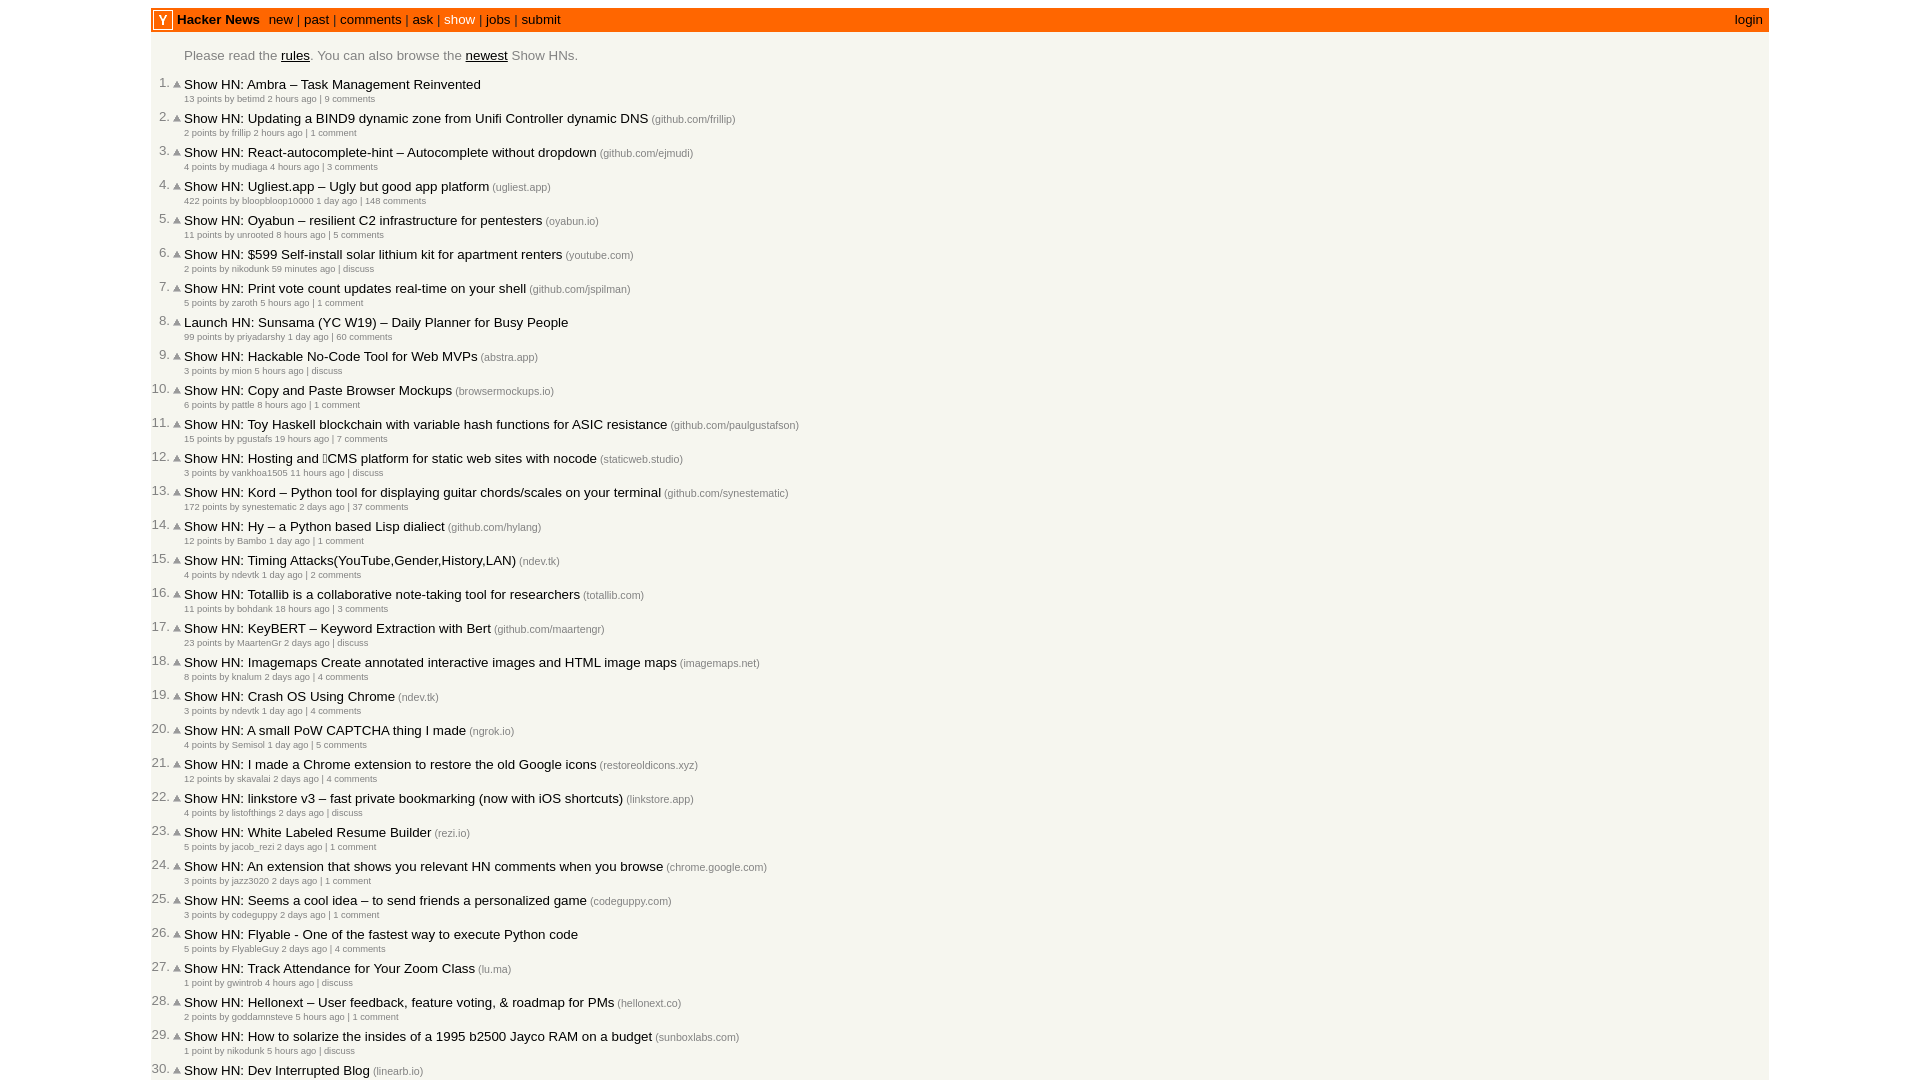 Y Hacker News new | past | comments | ask | show | jobs | submit login
Please read the rules. You can also browse the newest Show HNs.
1. Show HN: Ambra – Task Management Reinvented
13 points by betimd 2 hours ago | 9 comments
2. Show HN: Updating a BIND9 dynamic zone from Unifi Controller dynamic DNS (github.com/frillip)
2 points by frillip 2 hours ago | 1 comment
3. Show HN: React-autocomplete-hint – Autocomplete without dropdown (github.com/ejmudi)
4 points by mudiaga 4 hours ago | 3 comments
4. Show HN: Ugliest.app – Ugly but good app platform (ugliest.app)
422 points by bloopbloop10000 1 day ago | 148 comments
5. Show HN: Oyabun – resilient C2 infrastructure for pentesters (oyabun.io)
11 points by unrooted 8 hours ago | 5 comments
6. Show HN: $599 Self-install solar lithium kit for apartment renters (youtube.com)
2 points by nikodunk 59 minutes ago | discuss
7. Show HN: Print vote count updates real-time on your shell (github.com/jspilman)
5 points by zaroth 5 hours ago | 1 comment
8. Launch HN: Sunsama (YC W19) – Daily Planner for Busy People
99 points by priyadarshy 1 day ago | 60 comments
9. Show HN: Hackable No-Code Tool for Web MVPs (abstra.app)
3 points by mion 5 hours ago | discuss
10. Show HN: Copy and Paste Browser Mockups (browsermockups.io)
6 points by pattle 8 hours ago | 1 comment
11. Show HN: Toy Haskell blockchain with variable hash functions for ASIC resistance (github.com/paulgustafson)
15 points by pgustafs 19 hours ago | 7 comments
12. Show HN: Hosting and CMS platform for static web sites with nocode (staticweb.studio)
3 points by vankhoa1505 11 hours ago | discuss
13. Show HN: Kord – Python tool for displaying guitar chords/scales on your terminal (github.com/synestematic)
172 points by synestematic 2 days ago | 37 comments
14. Show HN: Hy – a Python based Lisp dialiect (github.com/hylang)
12 points by Bambo 1 day ago | 1 comment
15. Show HN: Timing Attacks(YouTube,Gender,History,LAN) (ndev.tk)
4 points by ndevtk 1 day ago | 2 comments
16. Show HN: Totallib is a collaborative note-taking tool for researchers (totallib.com)
11 points by bohdank 18 hours ago | 3 comments
17. Show HN: KeyBERT – Keyword Extraction with Bert (github.com/maartengr)
23 points by MaartenGr 2 days ago | discuss
18. Show HN: Imagemaps Create annotated interactive images and HTML image maps (imagemaps.net)
8 points by knalum 2 days ago | 4 comments
19. Show HN: Crash OS Using Chrome (ndev.tk)
3 points by ndevtk 1 day ago | 4 comments
20. Show HN: A small PoW CAPTCHA thing I made (ngrok.io)
4 points by Semisol 1 day ago | 5 comments
21. Show HN: I made a Chrome extension to restore the old Google icons (restoreoldicons.xyz)
12 points by skavalai 2 days ago | 4 comments
22. Show HN: linkstore v3 – fast private bookmarking (now with iOS shortcuts) (linkstore.app)
4 points by listofthings 2 days ago | discuss
23. Show HN: White Labeled Resume Builder (rezi.io)
5 points by jacob_rezi 2 days ago | 1 comment
24. Show HN: An extension that shows you relevant HN comments when you browse (chrome.google.com)
3 points by jazz3020 2 days ago | 1 comment
25. Show HN: Seems a cool idea – to send friends a personalized game (codeguppy.com)
3 points by codeguppy 2 days ago | 1 comment
26. Show HN: Flyable - One of the fastest way to execute Python code
5 points by FlyableGuy 2 days ago | 4 comments
27. Show HN: Track Attendance for Your Zoom Class (lu.ma)
1 point by gwintrob 4 hours ago | discuss
28. Show HN: Hellonext – User feedback, feature voting, & roadmap for PMs (hellonext.co)
2 points by goddamnsteve 5 hours ago | 1 comment
29. Show HN: How to solarize the insides of a 1995 b2500 Jayco RAM on a budget (sunboxlabs.com)
1 point by nikodunk 5 hours ago | discuss
30. Show HN: Dev Interrupted Blog (linearb.io)